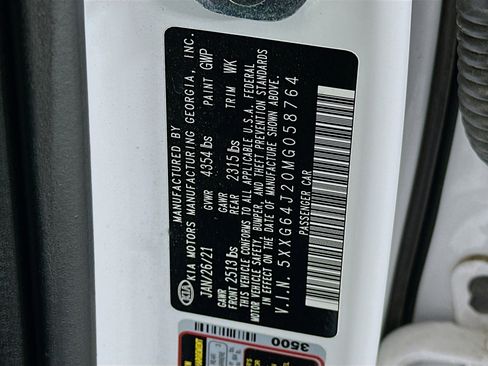 KIA
MANUFACTURED BY
KIA MOTORS MANUFACTURING GEORGIA, INC.
JAN/26/21 GVWR 4354 lbs PAINT GWP
GAWR FRONT 2513 lbs GAWR REAR 2315 lbs TRIM WK
THIS VEHICLE CONFORMS TO ALL APPLICABLE U.S.A. FEDERAL
MOTOR VEHICLE SAFETY, BUMPER, AND THEFT PREVENTION STANDARDS
IN EFFECT ON THE DATE OF MANUFACTURE SHOWN ABOVE.
V.I.N. 5XXG64J20MG058764
PASSENGER CAR
3500